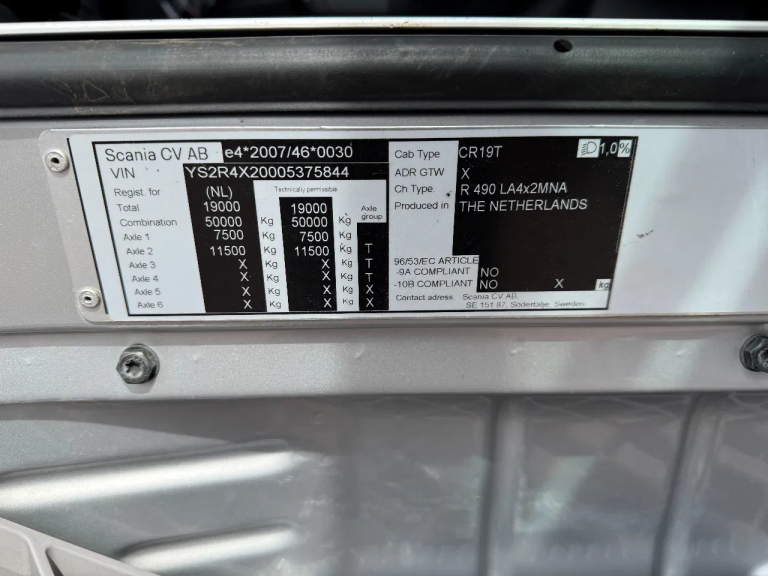 Scania CV AB e4*2007/46*0030
VIN YS2R4X20005375844
Regist. for (NL) Technically permissible
Total 19000 19000 Axle group
Combination 50000 Kg 50000 Kg
Axle 1 7500 Kg 7500 Kg
Axle 2 11500 Kg 11500 Kg T
Axle 3 X Kg X Kg T
Axle 4 X Kg X Kg T
Axle 5 X Kg X Kg X
Axle 6 X Kg X Kg X
Cab Type CR19T 1,0%
ADR GTW X
Ch Type. R 490 LA4x2MNA
Produced in THE NETHERLANDS
96/53/EC ARTICLE
-9A COMPLIANT NO
-10B COMPLIANT NO X kg
Contact adress: Scania CV AB,
SE 151 87, Södertälje, Sweden